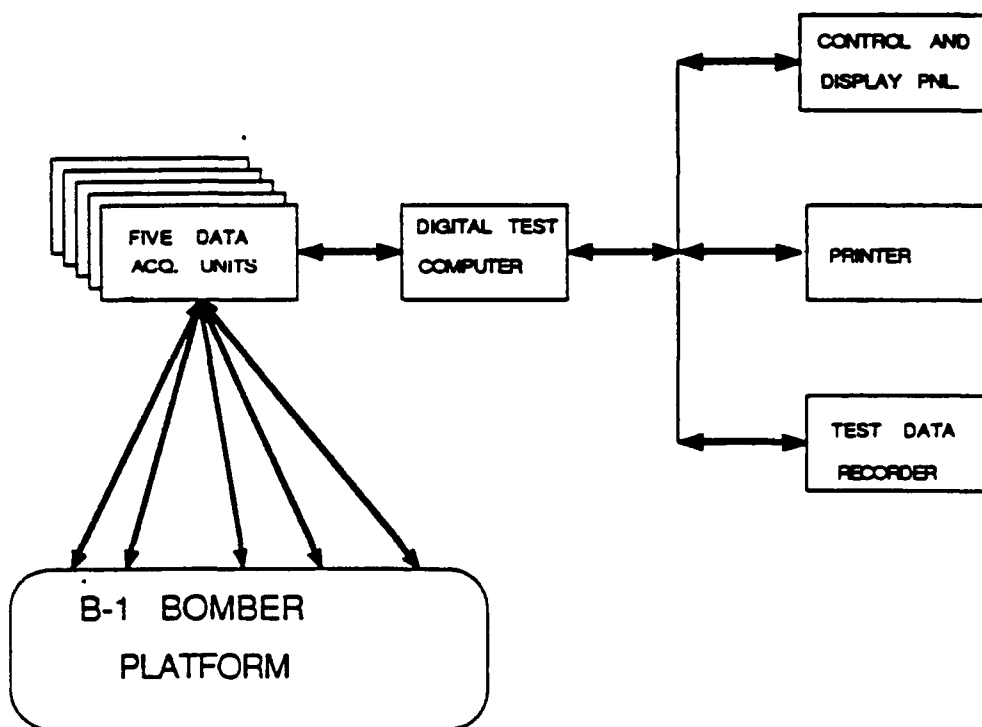 CONTROL AND
DISPLAY PNL.
FIVE DATA
ACQ. UNITS
DIGITAL TEST
COMPUTER
PRINTER
TEST DATA
RECORDER
B-1 BOMBER
PLATFORM